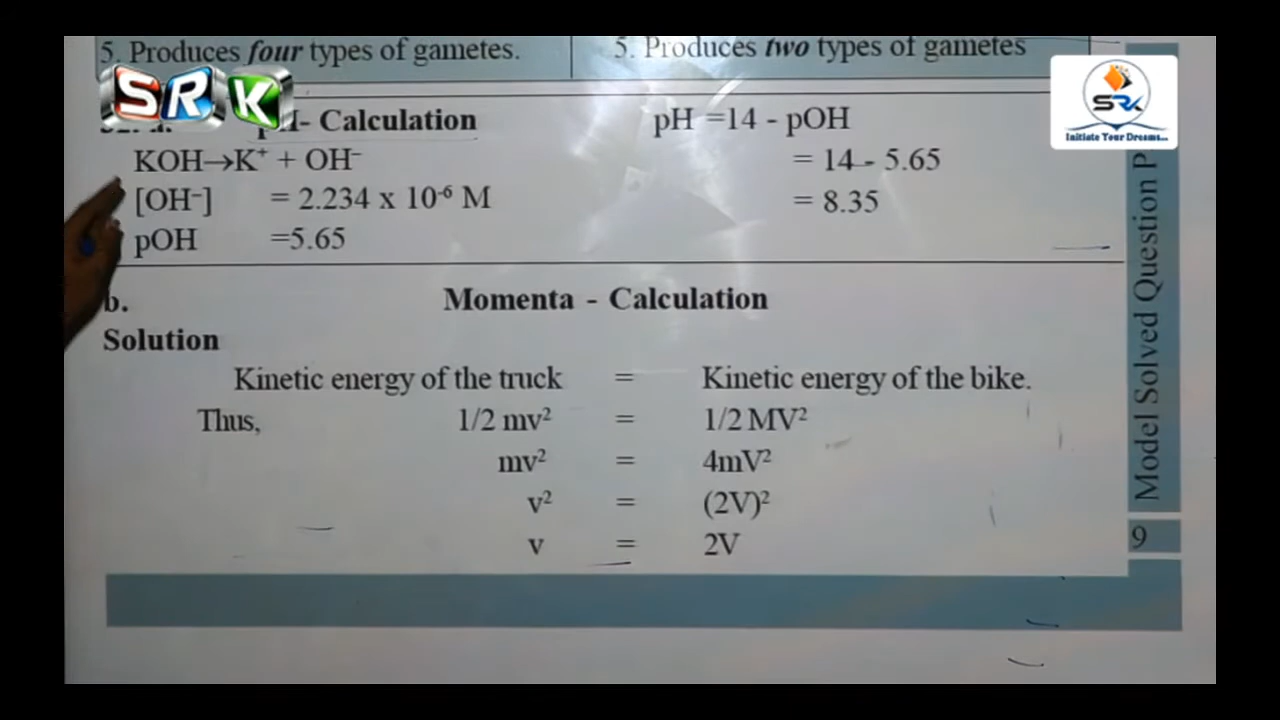 5. Produces four types of gametes.
5. Produces two types of gametes
SRK
- Calculation
KOH→K⁺ + OH⁻
[OH⁻] = 2.234 x 10⁻⁶ M
pOH =5.65
pH =14 - pOH
= 14 - 5.65
= 8.35
SRK
Initiate Your Dreams...
b.
Momenta - Calculation
Solution
Kinetic energy of the truck = Kinetic energy of the bike.
Thus, 1/2 mv² = 1/2 MV²
mv² = 4mV²
v² = (2V)²
v = 2V
Model Solved Question
9